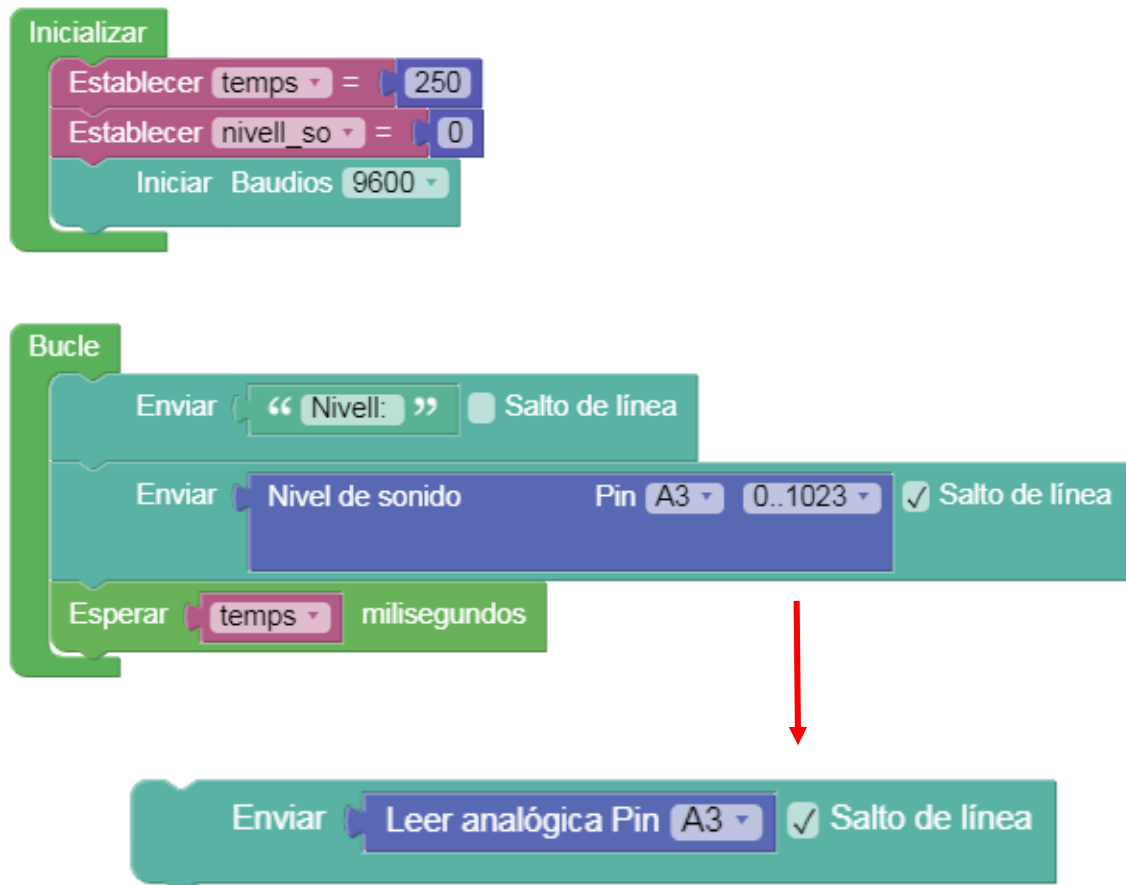 Inicializar
Establecer temps = 250
Establecer nivell_so = 0
Iniciar Baudios 9600
Bucle
Enviar “ Nivell: ” Salto de línea
Enviar Nivel de sonido Pin A3 0..1023 ✓ Salto de línea
Esperar temps milisegundos
Enviar Leer analógica Pin A3 ✓ Salto de línea